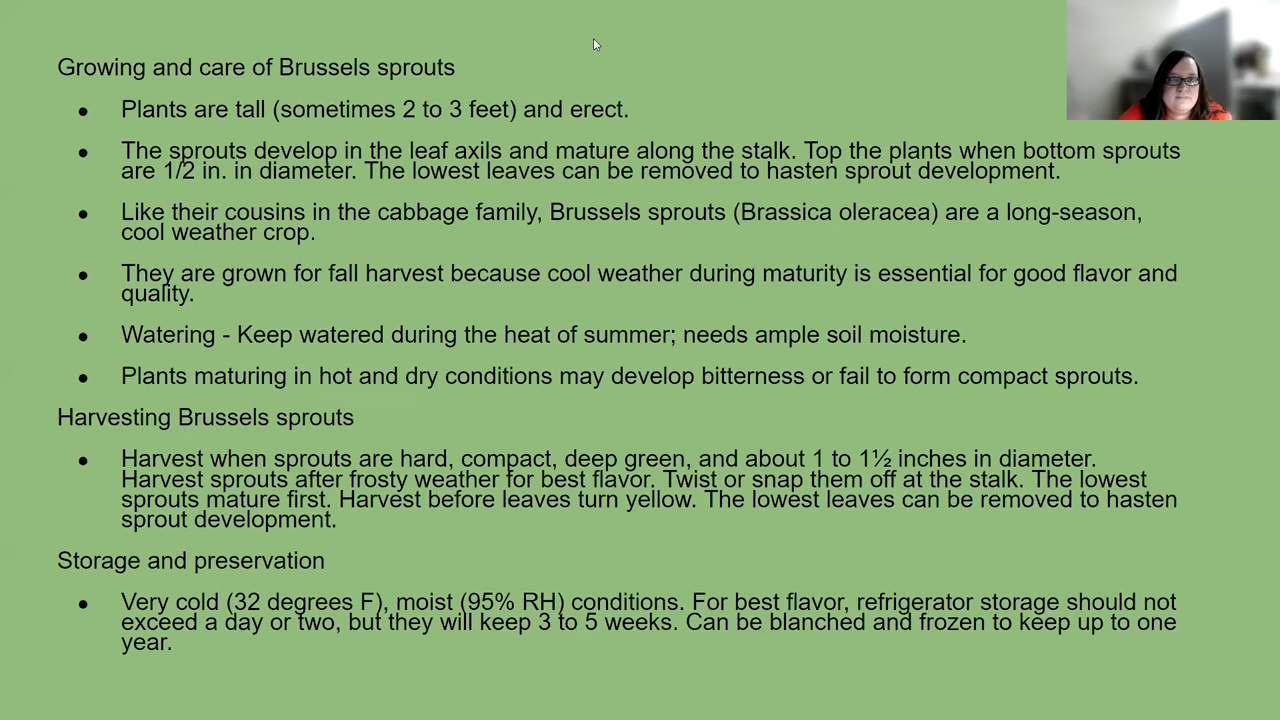 Growing and care of Brussels sprouts
● Plants are tall (sometimes 2 to 3 feet) and erect.
● The sprouts develop in the leaf axils and mature along the stalk. Top the plants when bottom sprouts
are 1/2 in. in diameter. The lowest leaves can be removed to hasten sprout development.
● Like their cousins in the cabbage family, Brussels sprouts (Brassica oleracea) are a long-season,
cool weather crop.
● They are grown for fall harvest because cool weather during maturity is essential for good flavor and
quality.
● Watering - Keep watered during the heat of summer; needs ample soil moisture.
● Plants maturing in hot and dry conditions may develop bitterness or fail to form compact sprouts.
Harvesting Brussels sprouts
● Harvest when sprouts are hard, compact, deep green, and about 1 to 1½ inches in diameter.
Harvest sprouts after frosty weather for best flavor. Twist or snap them off at the stalk. The lowest
sprouts mature first. Harvest before leaves turn yellow. The lowest leaves can be removed to hasten
sprout development.
Storage and preservation
● Very cold (32 degrees F), moist (95% RH) conditions. For best flavor, refrigerator storage should not
exceed a day or two, but they will keep 3 to 5 weeks. Can be blanched and frozen to keep up to one
year.